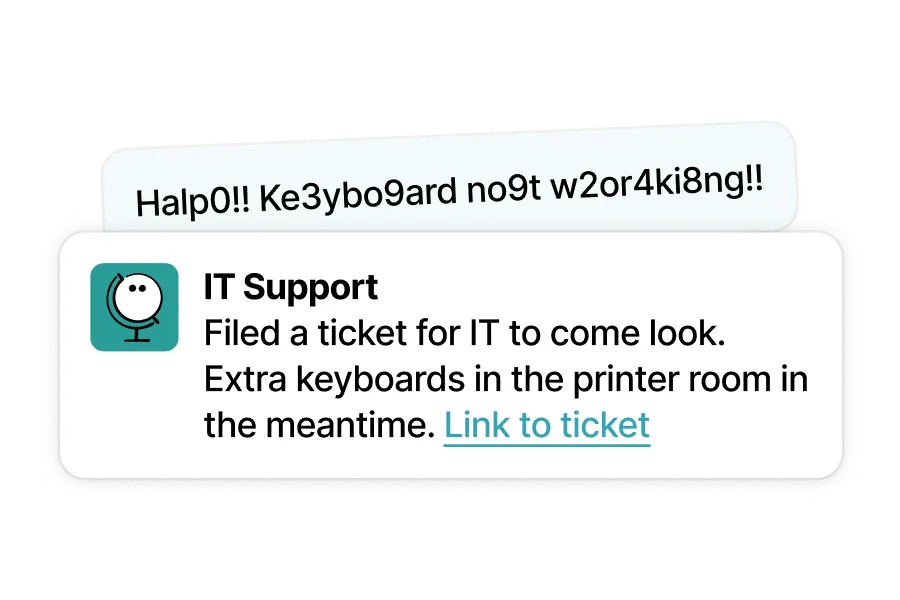 Halp0!! Ke3ybo9ard no9t w2or4ki8ng!!
IT Support
Filed a ticket for IT to come look.
Extra keyboards in the printer room in
the meantime. Link to ticket